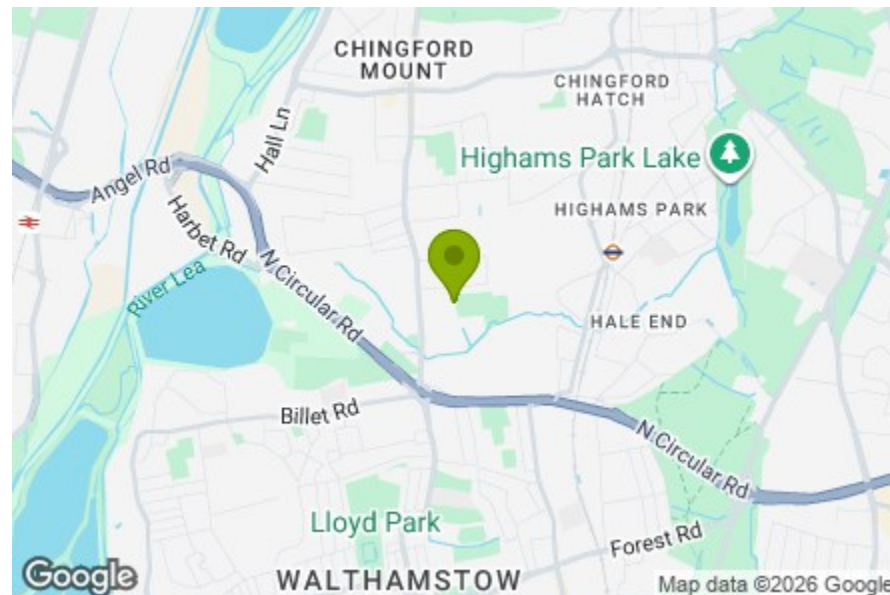 CHINGFORD
MOUNT
CHINGFORD
HATCH
Hall Ln
Highams Park Lake
Angel Rd
HIGHAMS PARK
Harbet Rd
N Circular Rd
River Lea
HALE END
Billet Rd
N Circular Rd
Lloyd Park
Forest Rd
WALTHAMSTOW
Google
Map data ©2026 Google